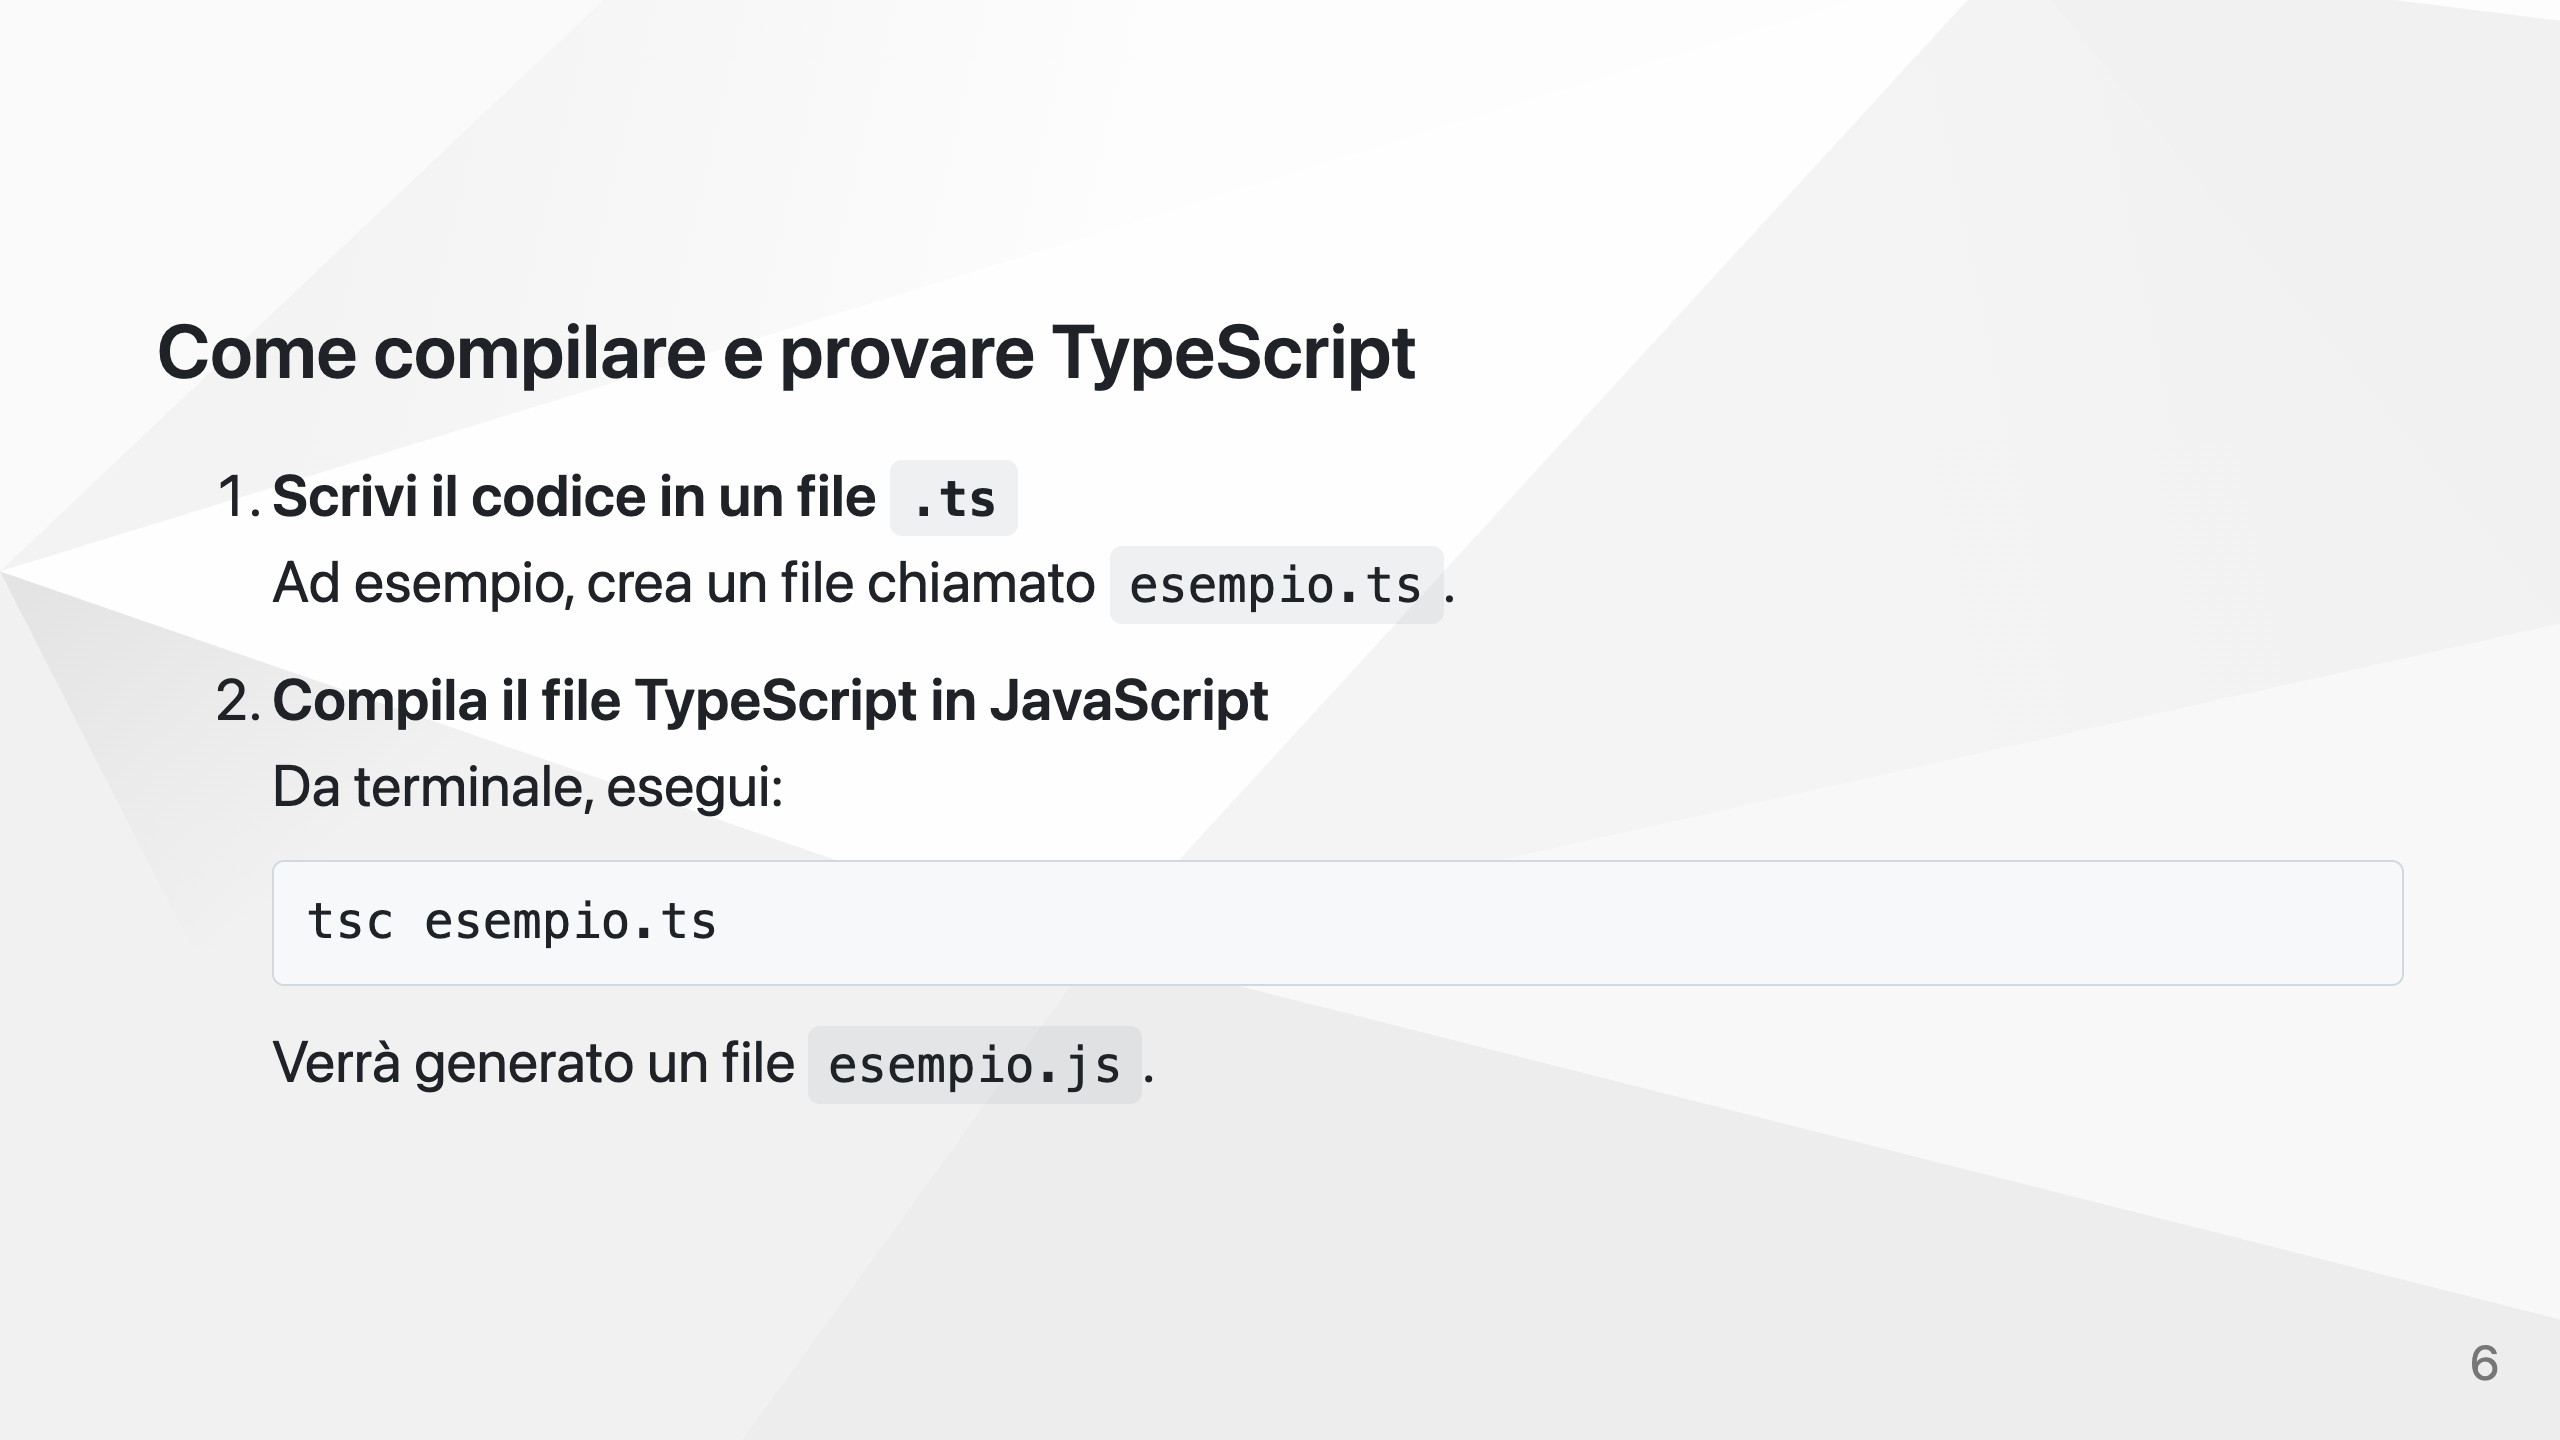 Come compilare e provare TypeScript
1. Scrivi il codice in un file .ts
Ad esempio, crea un file chiamato esempio.ts.
2. Compila il file TypeScript in JavaScript
Da terminale, esegui:
tsc esempio.ts
Verrà generato un file esempio.js.
6